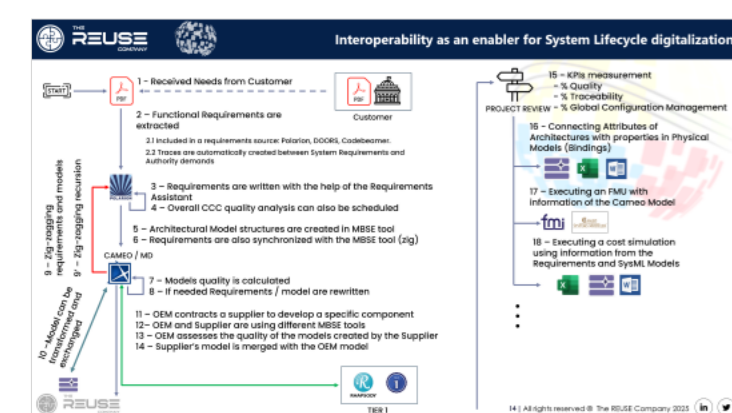 THE
REUSE
COMPANY
Interoperability as an enabler for System Lifecycle digitalization
START
PDF
1 - Received Needs from Customer
PDF
Customer
2 – Functional Requirements are
extracted
2.1 Included in a requirements source: Polarion, DOORS, Codebeamer.
2.2 Traces are automatically created between System Requirements and
Authority demands
POLARION
3 – Requirements are written with the help of the Requirements
Assistant
4 – Overall CCC quality analysis can also be scheduled
9 – Zig-zagging
requirements and models
9' – Zig-zagging recursion
5 – Architectural Model structures are created in MBSE tool
6 – Requirements are also synchronized with the MBSE tool (zig)
CAMEO / MD
7 – Models quality is calculated
8 – If needed Requirements / model are rewritten
10 -Model can be
transformed and
exchanged
11 – OEM contracts a supplier to develop a specific component
12– OEM and Supplier are using different MBSE tools
13 – OEM assesses the quality of the models created by the Supplier
14 – Supplier's model is merged with the OEM model
RHAPSODY
TIER 1
REUSE
15 – KPIs measurement
- % Quality
- % Traceability
- % Global Configuration Management
PROJECT REVIEW
16 - Connecting Attributes of
Architectures with properties in Physical
Models (Bindings)
17 – Executing an FMU with
information of the Cameo Model
fmi
18 – Executing a cost simulation
using information from the
Requirements and SysML Models
14 | All rights reserved ® The REUSE Company 2023
in